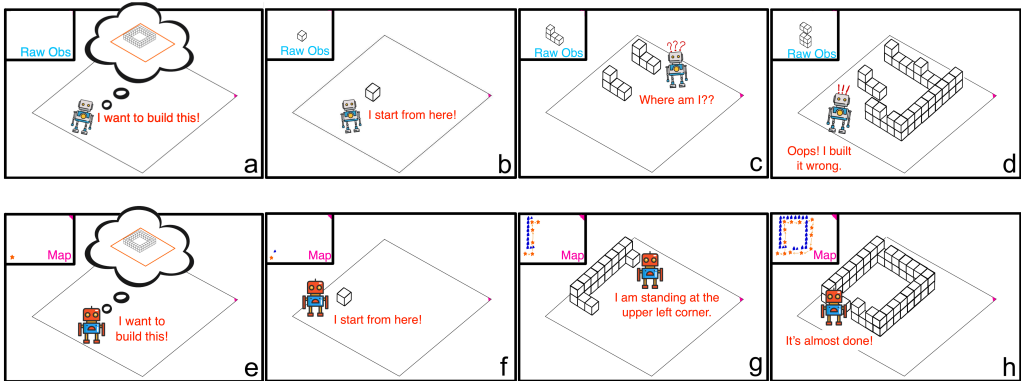 Raw Obs
I want to build this!
a
Raw Obs
I start from here!
b
Raw Obs
???
Where am I??
c
Raw Obs
!!!
Oops! I built
it wrong.
d
Map
I want to
build this!
e
Map
I start from here!
f
Map
I am standing at the
upper left corner.
g
Map
It's almost done!
h